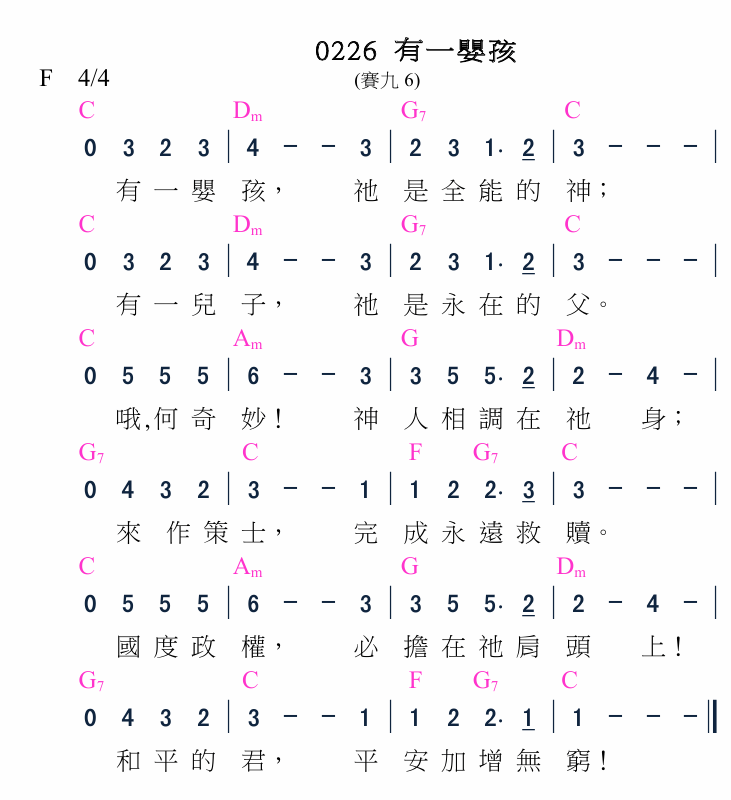 0226 有一嬰孩
F 4/4 (賽九 6)
C Dm G7 C
0 3 2 3 | 4 – – 3 | 2 3 1. 2 | 3 – – – |
有一嬰孩， 祂是全能的神；
C Dm G7 C
0 3 2 3 | 4 – – 3 | 2 3 1. 2 | 3 – – – |
有一兒子， 祂是永在的父。
C Am G Dm
0 5 5 5 | 6 – – 3 | 3 5 5. 2 | 2 – 4 – |
哦,何奇妙！ 神人相調在祂身；
G7 C F G7 C
0 4 3 2 | 3 – – 1 | 1 2 2. 3 | 3 – – – |
來作策士， 完成永遠救贖。
C Am G Dm
0 5 5 5 | 6 – – 3 | 3 5 5. 2 | 2 – 4 – |
國度政權， 必擔在祂肩頭上！
G7 C F G7 C
0 4 3 2 | 3 – – 1 | 1 2 2. 1 | 1 – – – ‖
和平的君， 平安加增無窮！